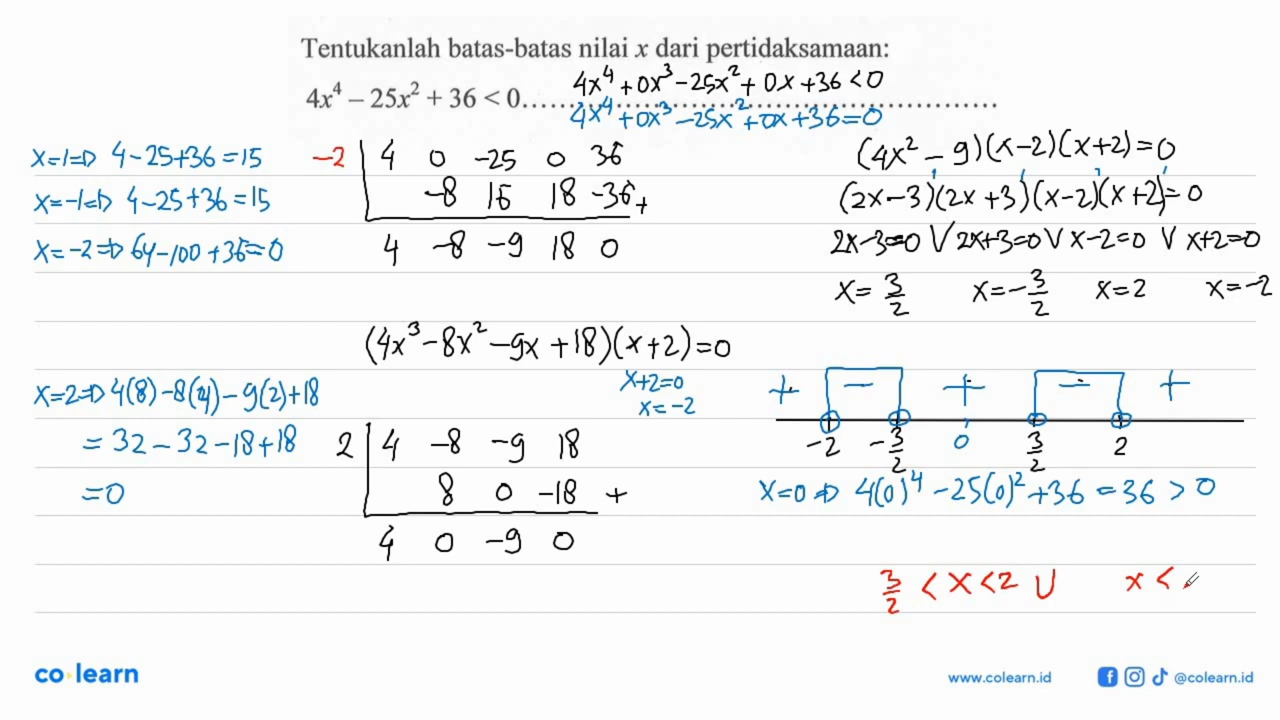 Tentukanlah batas-batas nilai x dari pertidaksamaan:
4x⁴ – 25x² + 36 < 0................................................
4x⁴ + 0x³ - 25x² + 0x + 36 < 0
4x⁴ + 0x³ - 25x² + 0x + 36 = 0
x=1 => 4 - 25 + 36 = 15
x=-1 => 4 - 25 + 36 = 15
x=-2 => 64 - 100 + 36 = 0
-2 | 4 0 -25 0 36
-8 16 18 -36 +
4 -8 -9 18 0
(4x³ - 8x² - 9x + 18)(x+2) = 0
x+2=0
x=-2
x=2 => 4(8) - 8(4) - 9(2) + 18
= 32 - 32 - 18 + 18
= 0
2 | 4 -8 -9 18
8 0 -18 +
4 0 -9 0
(4x² - 9)(x-2)(x+2) = 0
(2x-3)(2x+3)(x-2)(x+2) = 0
2x-3=0 V 2x+3=0 V x-2=0 V x+2=0
x= 3/2 x=-3/2 x=2 x=-2
+ - + - +
-2 -3/2 0 3/2 2
x=0 => 4(0)⁴ - 25(0)² + 36 = 36 > 0
3/2 < x < 2 U x <
co learn
www.colearn.id
@colearn.id